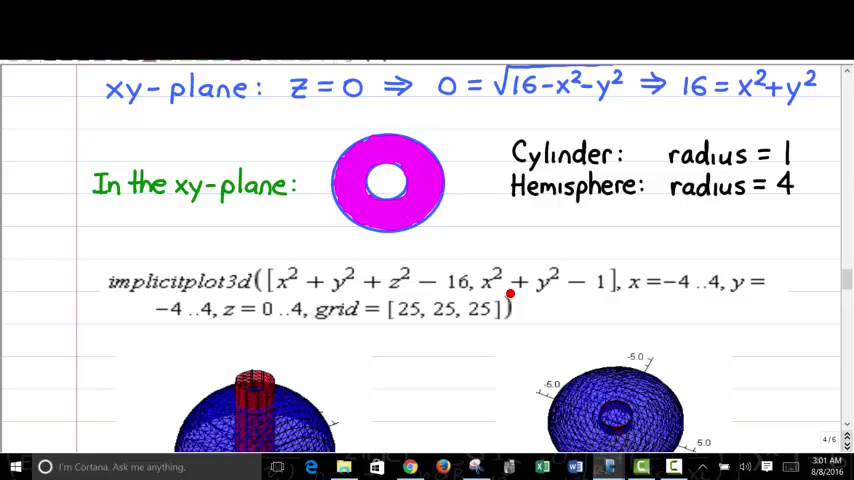 xy-plane: z = 0 ⇒ 0 = √16-x²-y² ⇒ 16 = x²+y²
Cylinder: radius = 1
In the xy-plane:
Hemisphere: radius = 4
implicitplot3d([x² + y² + z² − 16, x² + y² − 1], x =−4 ..4, y =
−4 ..4, z = 0 ..4, grid = [25, 25, 25])
-5.0
-5.0
5.0
4/6
I'm Cortana. Ask me anything.
3:01 AM
8/8/2016